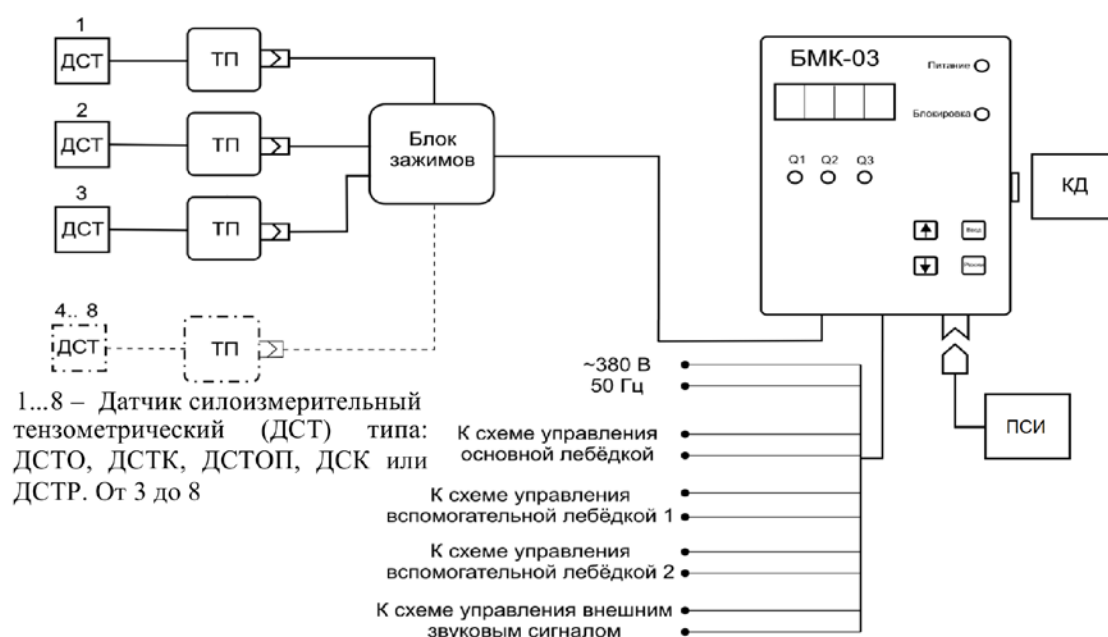 1
ДСТ
ТП
2
ДСТ
ТП
3
ДСТ
ТП
4.. 8
ДСТ
ТП
Блок
зажимов
1...8 – Датчик силоизмерительный
тензометрический (ДСТ) типа:
ДСТО, ДСТК, ДСТОП, ДСК или
ДСТР. От 3 до 8
БМК-03
Питание
Блокировка
Q1 Q2 Q3
Ввод
Режим
КД
ПСИ
~380 В
50 Гц
К схеме управления
основной лебёдкой
К схеме управления
вспомогательной лебёдкой 1
К схеме управления
вспомогательной лебёдкой 2
К схеме управления внешним
звуковым сигналом